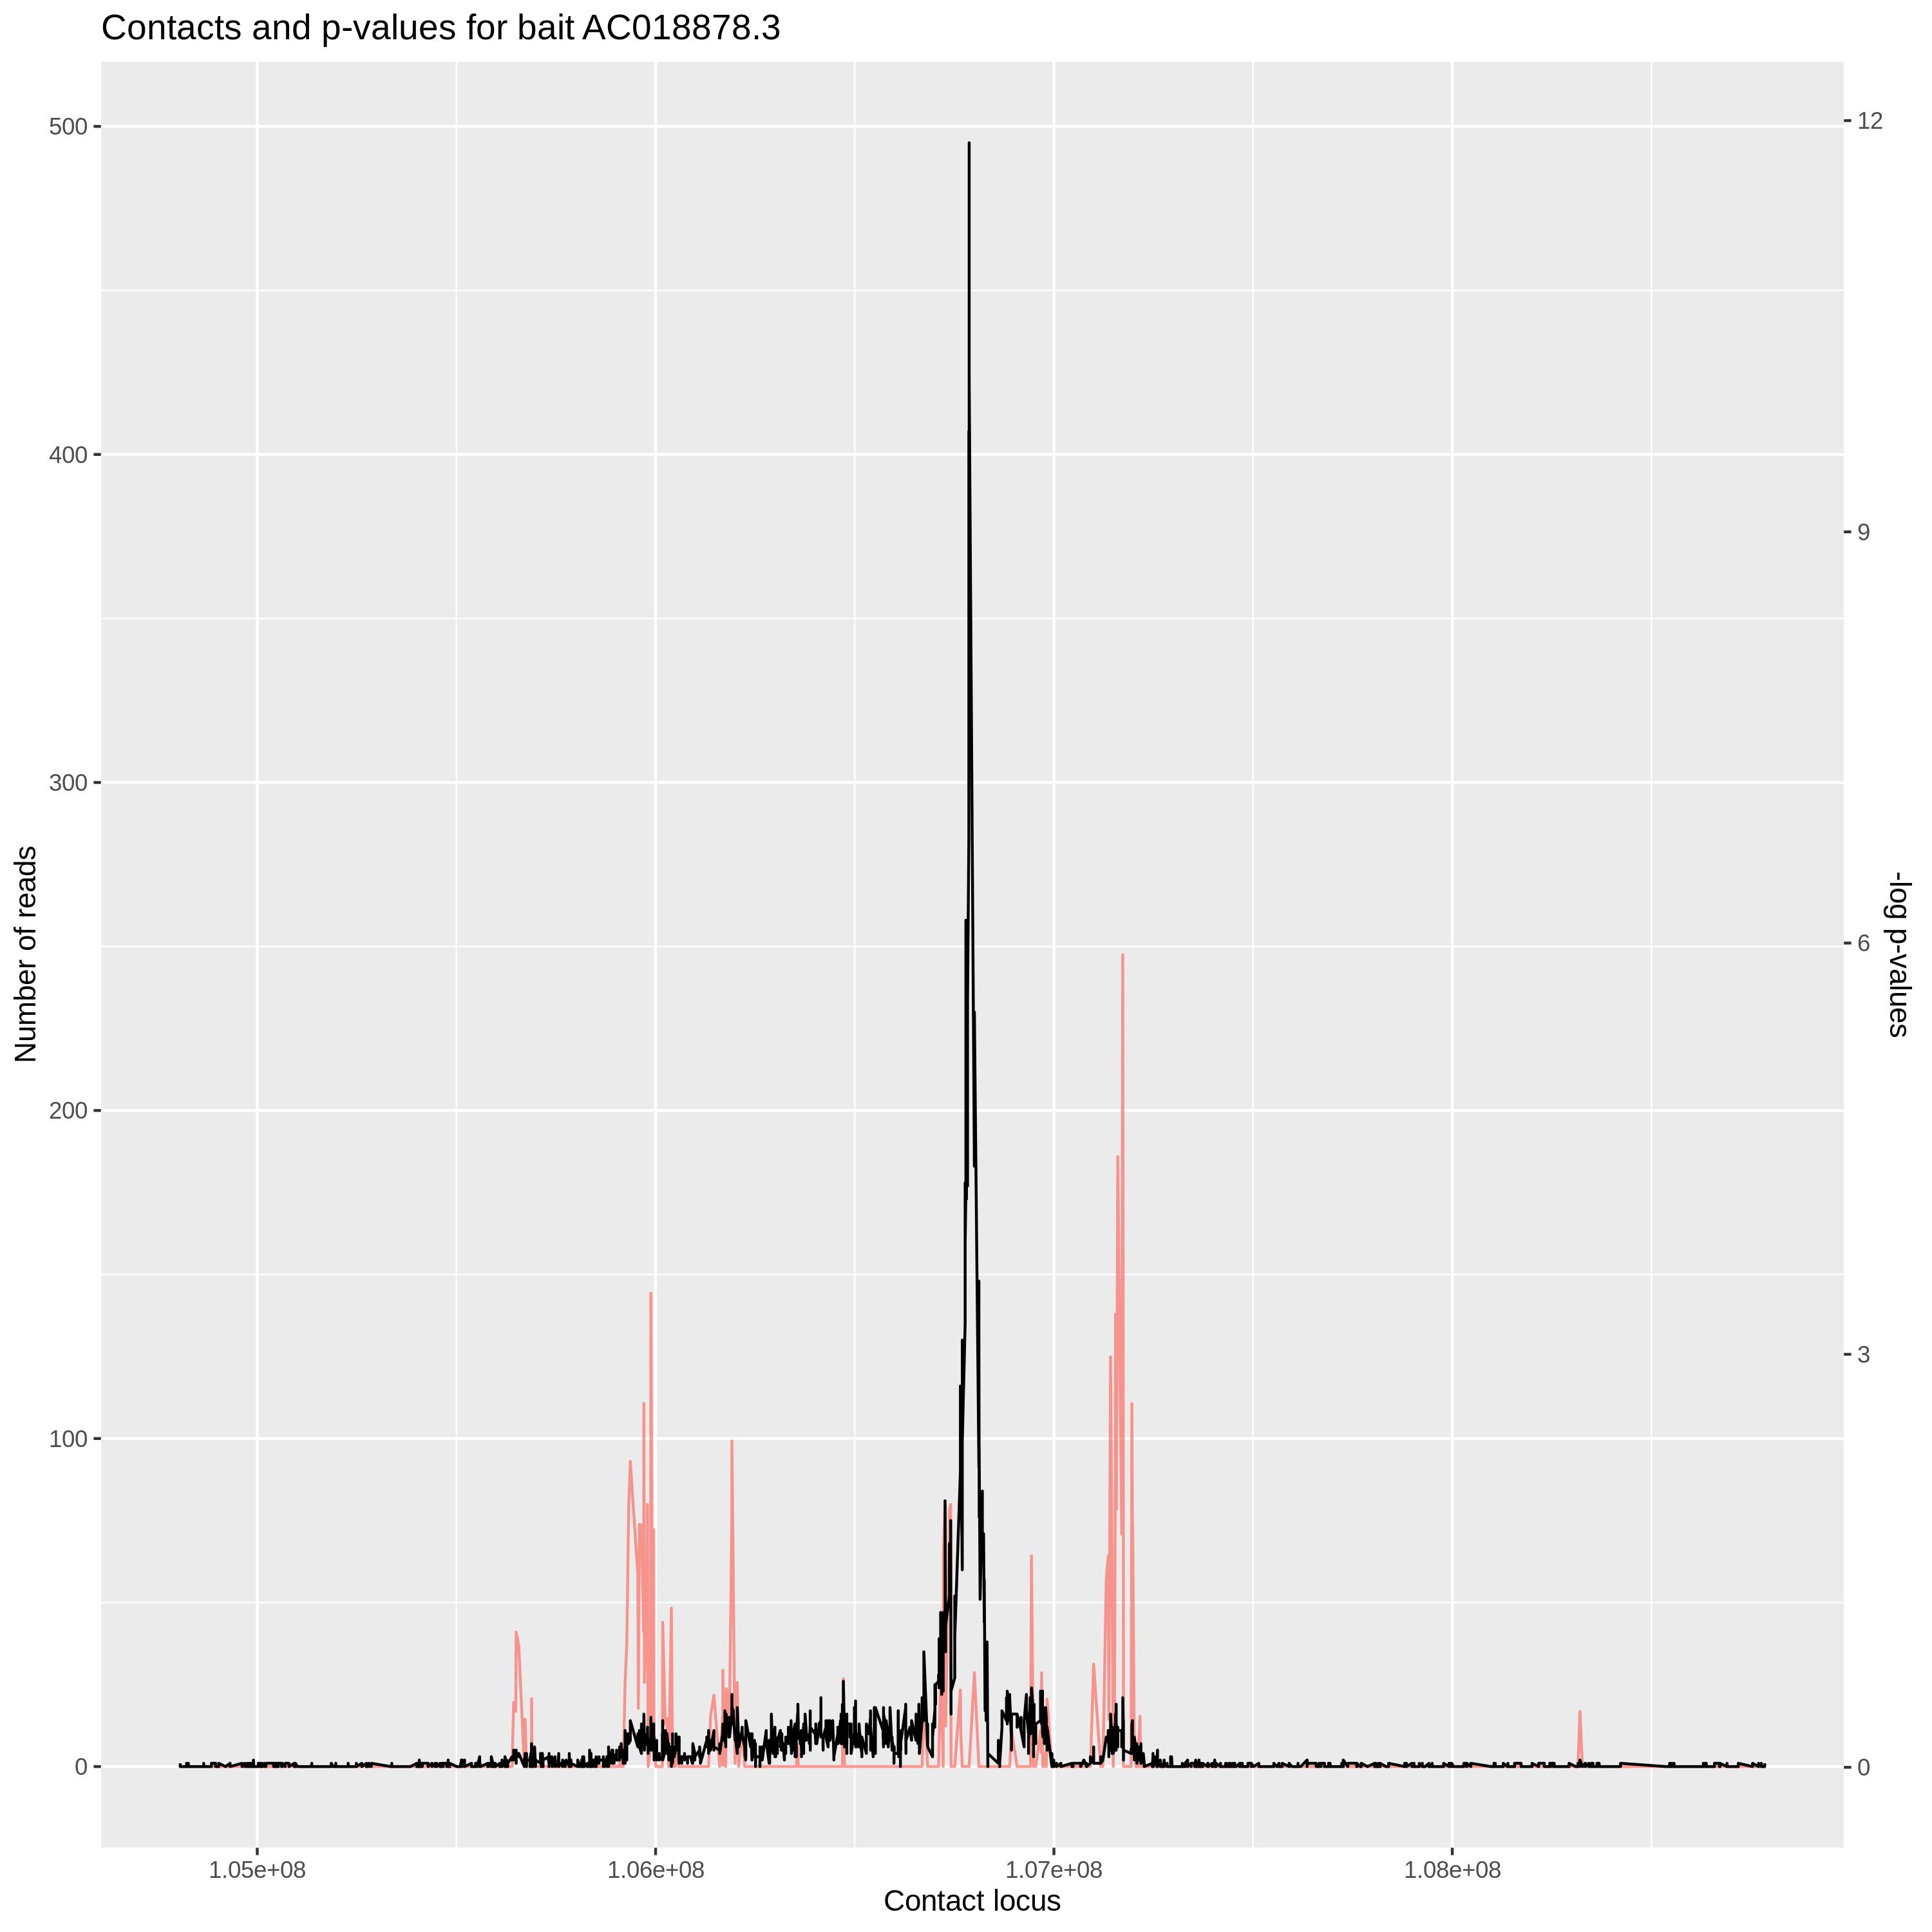 Contacts and p-values for bait AC018878.3
500
400
300
200
100
0
Number of reads
12
9
6
3
0
-log p-values
1.05e+08
1.06e+08
1.07e+08
1.08e+08
Contact locus